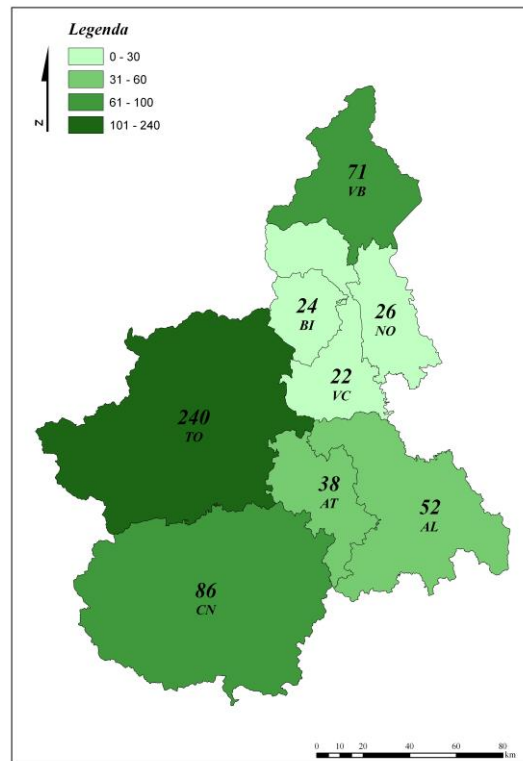 Legenda
0 - 30
31 - 60
61 - 100
101 - 240
N
71
VB
24
BI
26
NO
22
VC
240
TO
38
AT
52
AL
86
CN
0 10 20 40 60 80
km